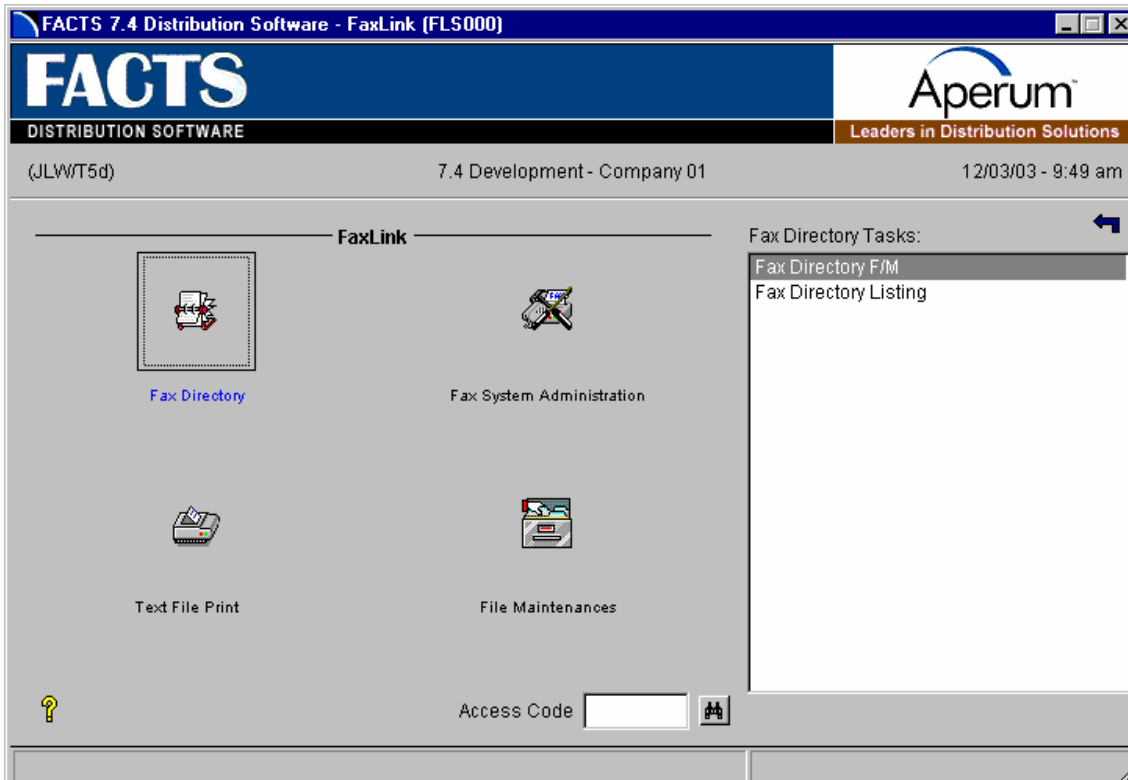 FACTS 7.4 Distribution Software - FaxLink (FLS000)
FACTS
DISTRIBUTION SOFTWARE
Aperum™
Leaders in Distribution Solutions
(JLW/T5d)
7.4 Development - Company 01
12/03/03 - 9:49 am
FaxLink
Fax Directory Tasks:
Fax Directory F/M
Fax Directory Listing
Fax Directory
Fax System Administration
Text File Print
File Maintenances
Access Code